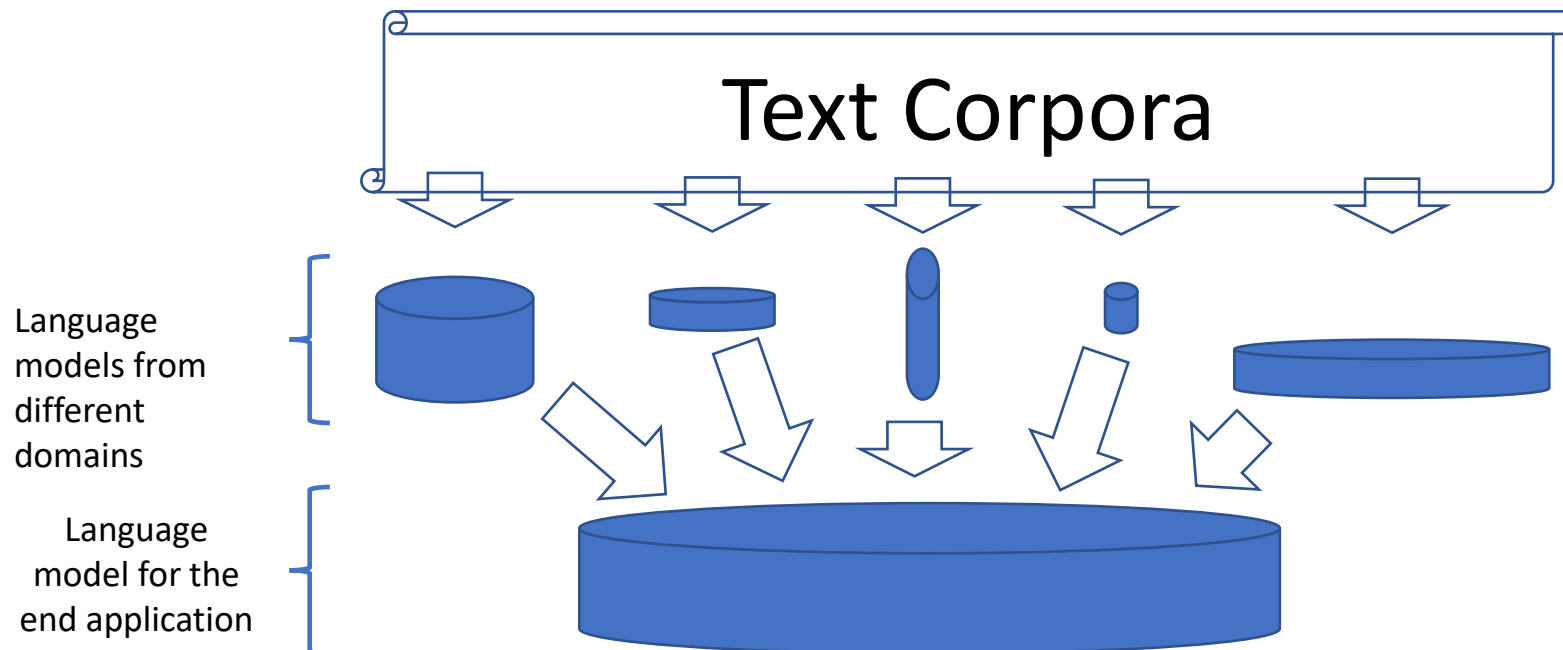 Text Corpora
Language
models from
different
domains
Language
model for the
end application